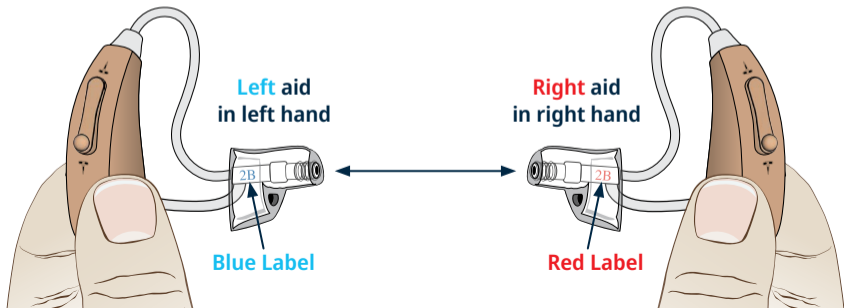 Left aid
in left hand
Right aid
in right hand
2B
2B
Blue Label
Red Label